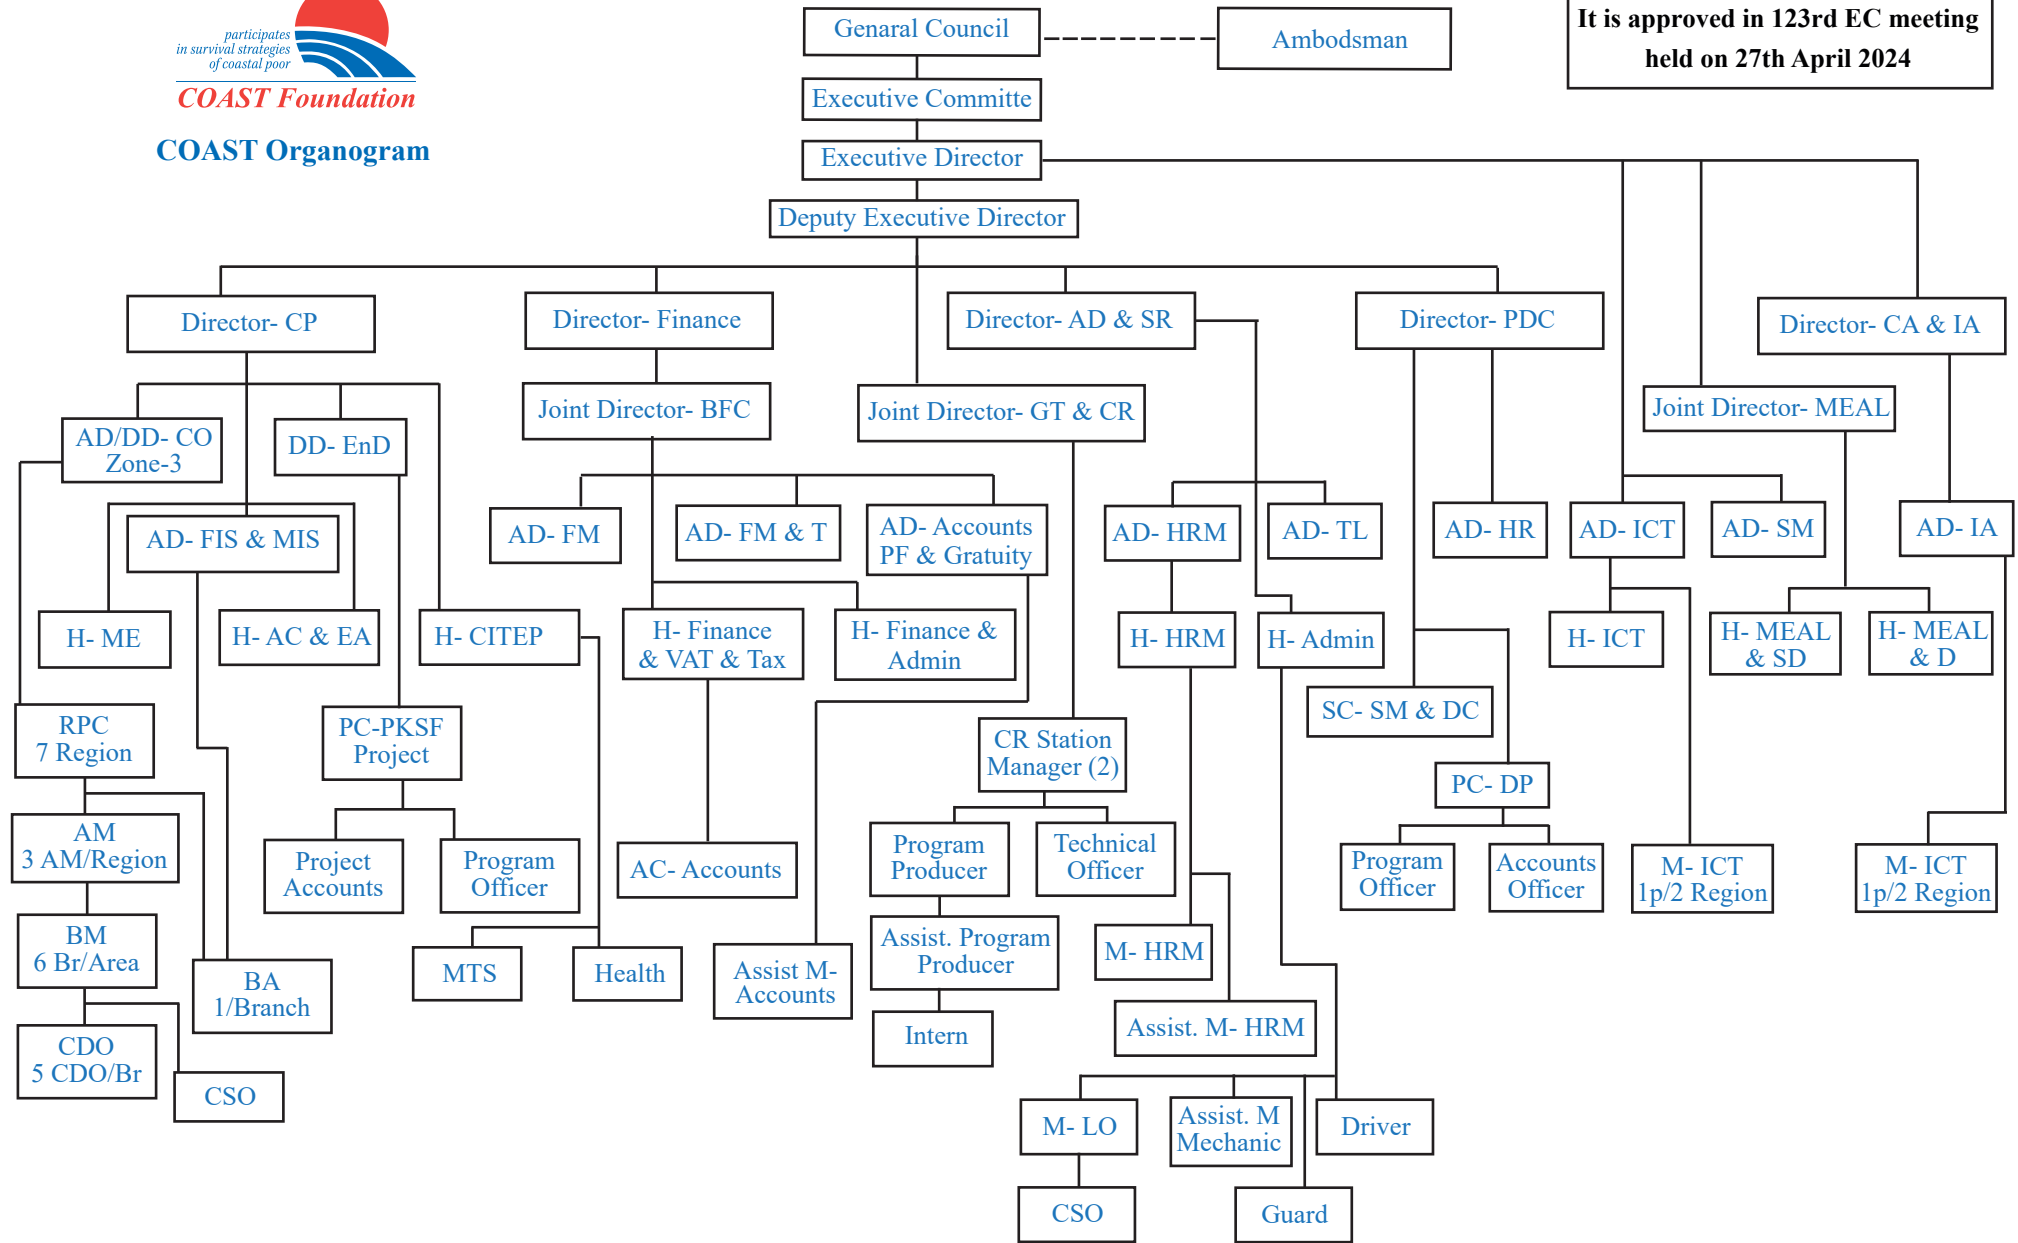 participates
in survival strategies
of coastal poor
COAST Foundation
COAST Organogram
Genaral Council
Ambodsman
It is approved in 123rd EC meeting
held on 27th April 2024
Executive Committe
Executive Director
Deputy Executive Director
Director- CP
Director- Finance
Director- AD & SR
Director- PDC
Director- CA & IA
Joint Director- BFC
Joint Director- GT & CR
Joint Director- MEAL
AD/DD- CO
Zone-3
DD- EnD
AD- FIS & MIS
AD- FM
AD- FM & T
AD- Accounts
PF & Gratuity
AD- HRM
AD- TL
AD- HR
AD- ICT
AD- SM
AD- IA
H- ME
H- AC & EA
H- CITEP
H- Finance
& VAT & Tax
H- Finance &
Admin
H- HRM
H- Admin
H- ICT
H- MEAL
& SD
H- MEAL
& D
RPC
7 Region
PC-PKSF
Project
SC- SM & DC
CR Station
Manager (2)
PC- DP
AM
3 AM/Region
Project
Accounts
Program
Officer
AC- Accounts
Program
Producer
Technical
Officer
Program
Officer
Accounts
Officer
M- ICT
1p/2 Region
M- ICT
1p/2 Region
BM
6 Br/Area
BA
1/Branch
MTS
Health
Assist M-
Accounts
Assist. Program
Producer
M- HRM
Intern
Assist. M- HRM
CDO
5 CDO/Br
CSO
M- LO
Assist. M
Mechanic
Driver
CSO
Guard